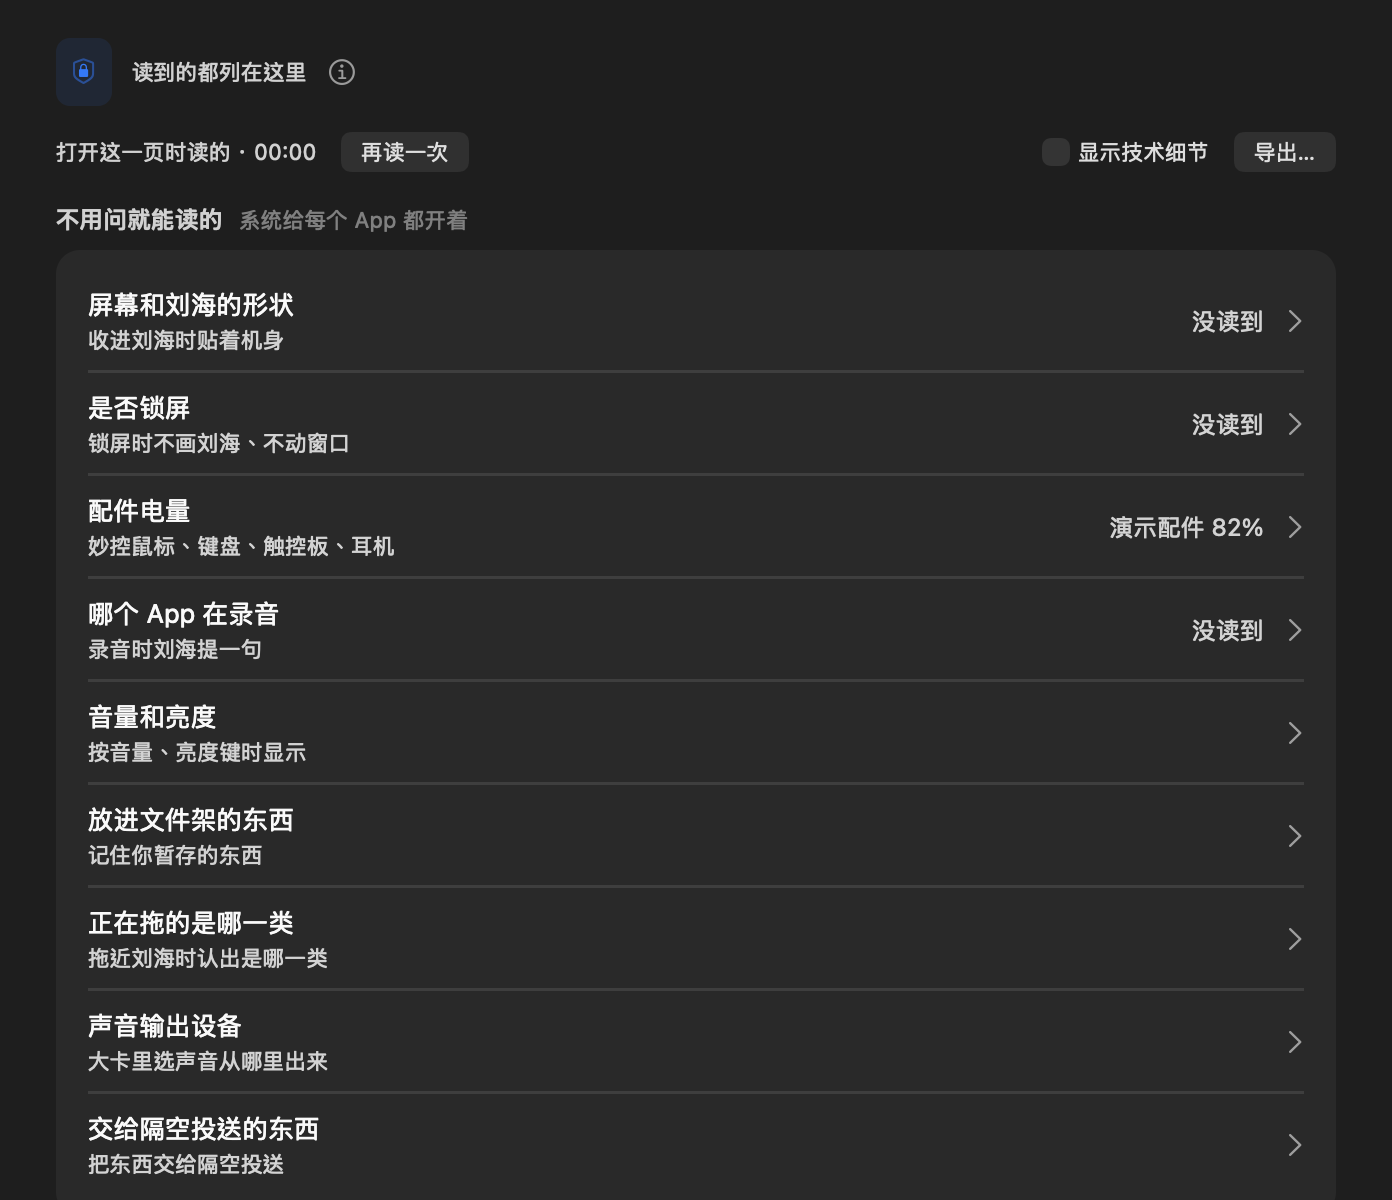 读到的都列在这里
打开这一页时读的 · 00:00
再读一次
显示技术细节
导出...
不用问就能读的 系统给每个 App 都开着
屏幕和刘海的形状
收进刘海时贴着机身
没读到
是否锁屏
锁屏时不画刘海、不动窗口
没读到
配件电量
妙控鼠标、键盘、触控板、耳机
演示配件 82%
哪个 App 在录音
录音时刘海提一句
没读到
音量和亮度
按音量、亮度键时显示
放进文件架的东西
记住你暂存的东西
正在拖的是哪一类
拖近刘海时认出是哪一类
声音输出设备
大卡里选声音从哪里出来
交给隔空投送的东西
把东西交给隔空投送